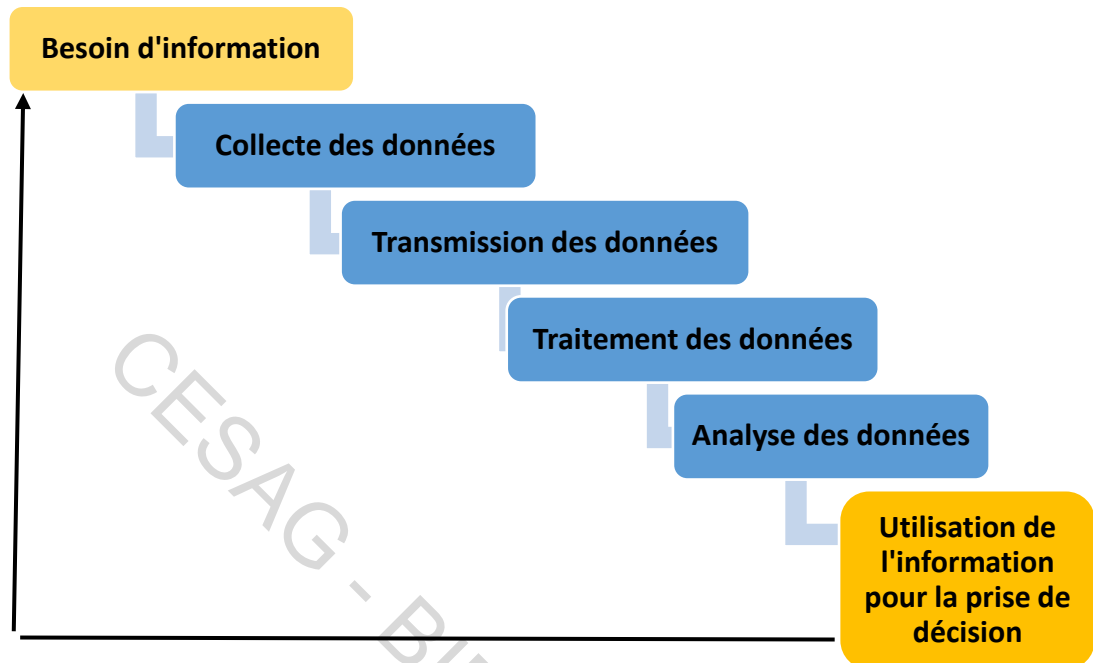 Besoin d'information
Collecte des données
Transmission des données
Traitement des données
Analyse des données
Utilisation de
l'information
pour la prise de
décision
CESAG -